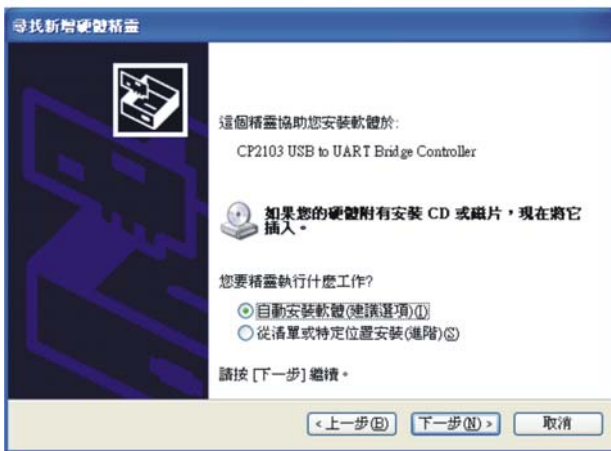 尋找新增硬體精靈
這個精靈協助您安裝軟體於:
CP2103 USB to UART Bridge Controller
如果您的硬體附有安裝 CD 或磁片，現在將它
插入。
您要精靈執行什麼工作?
自動安裝軟體(建議選項)(I)
從清單或特定位置安裝(進階)(S)
請按 [下一步] 繼續。
< 上一步(B)
下一步(N) >
取消